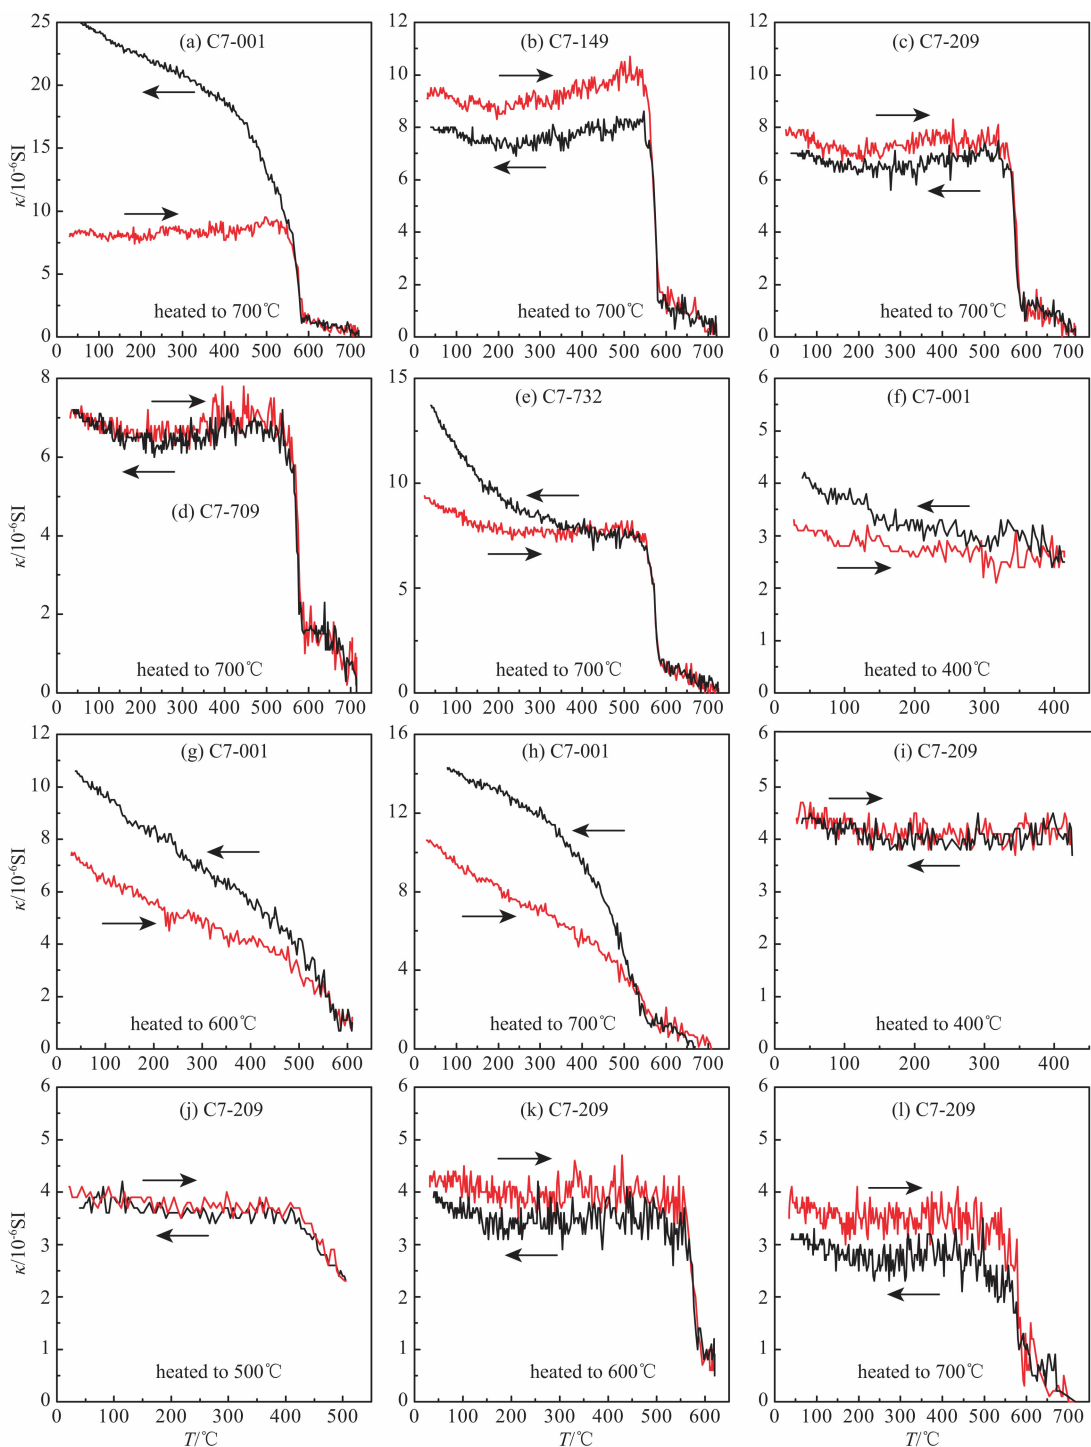 (a) C7-001
(b) C7-149
(c) C7-209
25
20
15
10
5
0
12
10
8
6
4
2
0
12
10
8
6
4
2
0
κ/10⁻⁶SI
heated to 700℃
heated to 700℃
heated to 700℃
0 100 200 300 400 500 600 700
0 100 200 300 400 500 600 700
0 100 200 300 400 500 600 700
(d) C7-709
(e) C7-732
(f) C7-001
8
6
4
2
0
15
10
5
0
6
5
4
3
2
1
0
κ/10⁻⁶SI
heated to 700℃
heated to 700℃
heated to 400℃
0 100 200 300 400 500 600 700
0 100 200 300 400 500 600 700
0 100 200 300 400
(g) C7-001
(h) C7-001
(i) C7-209
12
10
8
6
4
2
0
16
12
8
4
0
6
5
4
3
2
1
0
κ/10⁻⁶SI
heated to 600℃
heated to 700℃
heated to 400℃
0 100 200 300 400 500 600
0 100 200 300 400 500 600 700
0 100 200 300 400
(j) C7-209
(k) C7-209
(l) C7-209
6
5
4
3
2
1
0
6
5
4
3
2
1
0
6
5
4
3
2
1
0
κ/10⁻⁶SI
heated to 500℃
heated to 600℃
heated to 700℃
0 100 200 300 400 500
0 100 200 300 400 500 600
0 100 200 300 400 500 600 700
T/℃
T/℃
T/℃